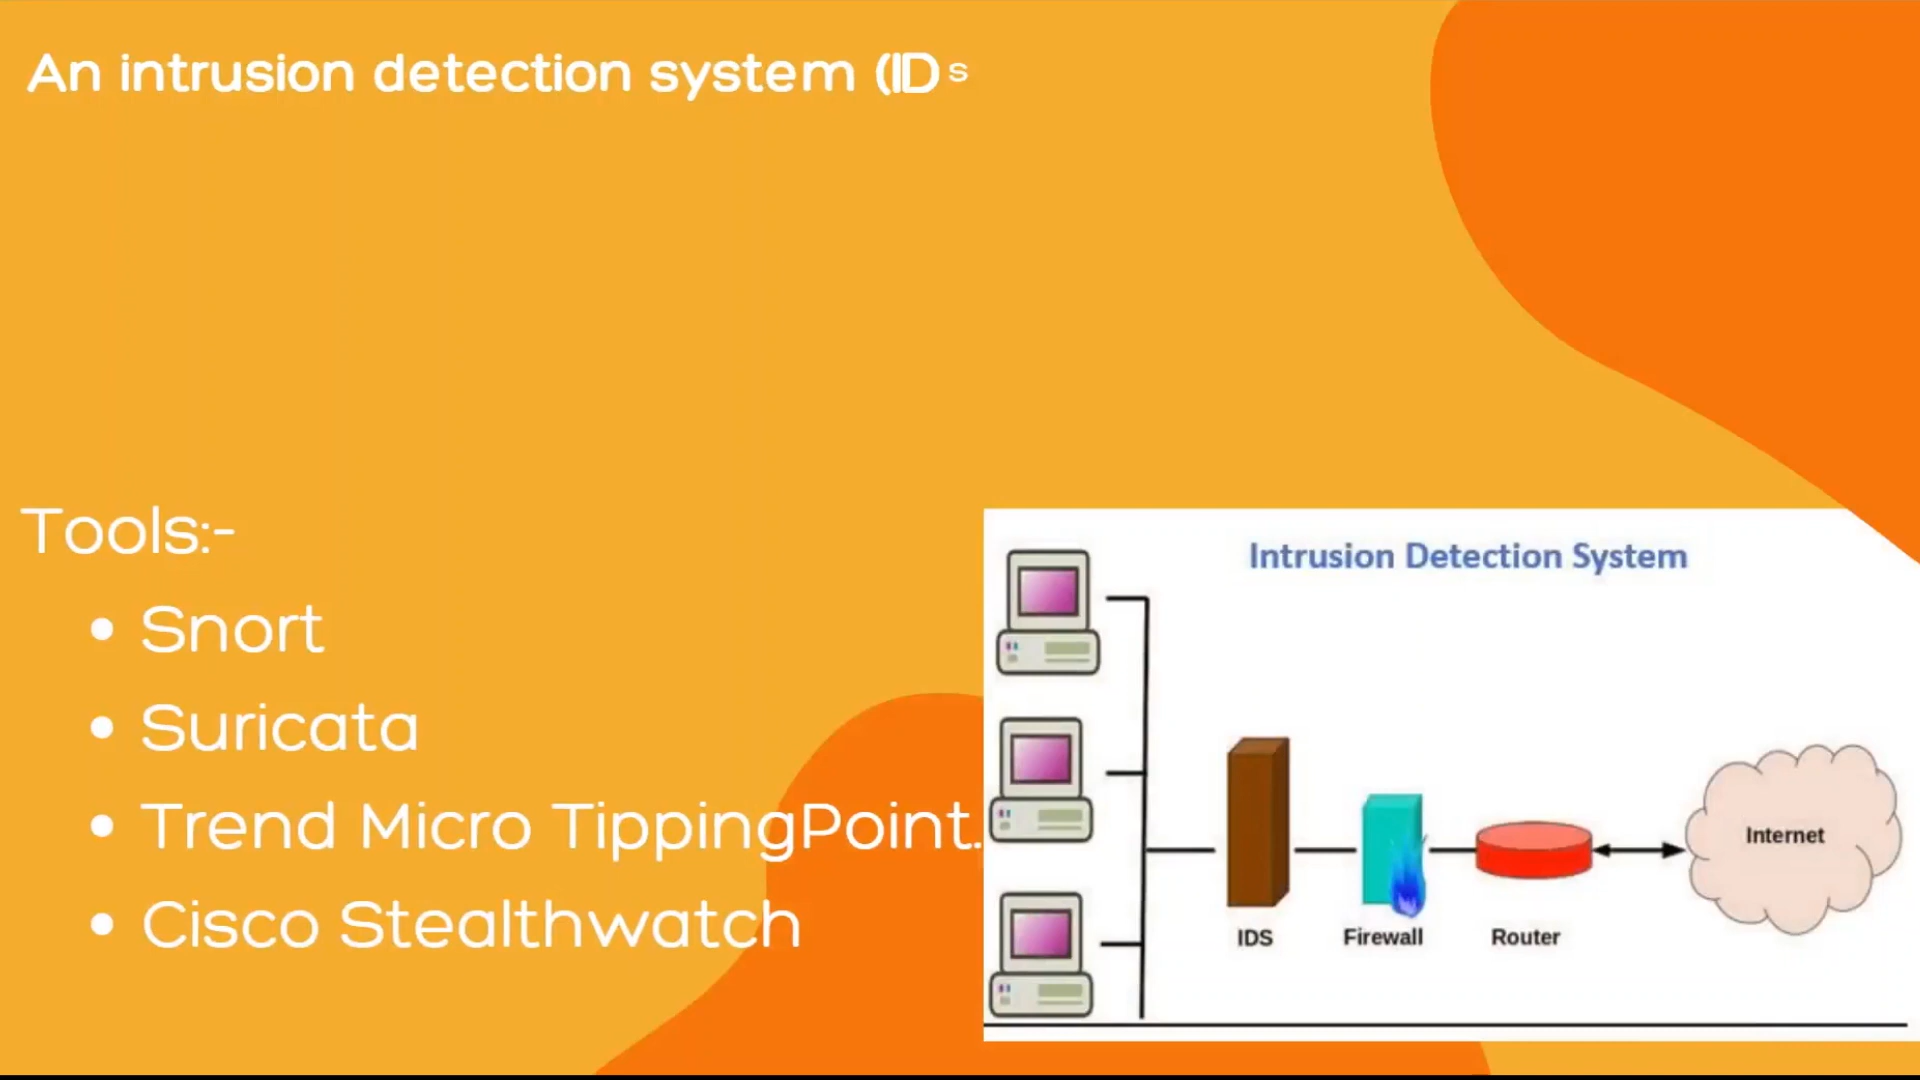 An intrusion detection system (IDs
Tools:-
• Snort
• Suricata
• Trend Micro TippingPoint.
• Cisco Stealthwatch
Intrusion Detection System
Internet
IDS
Firewall
Router